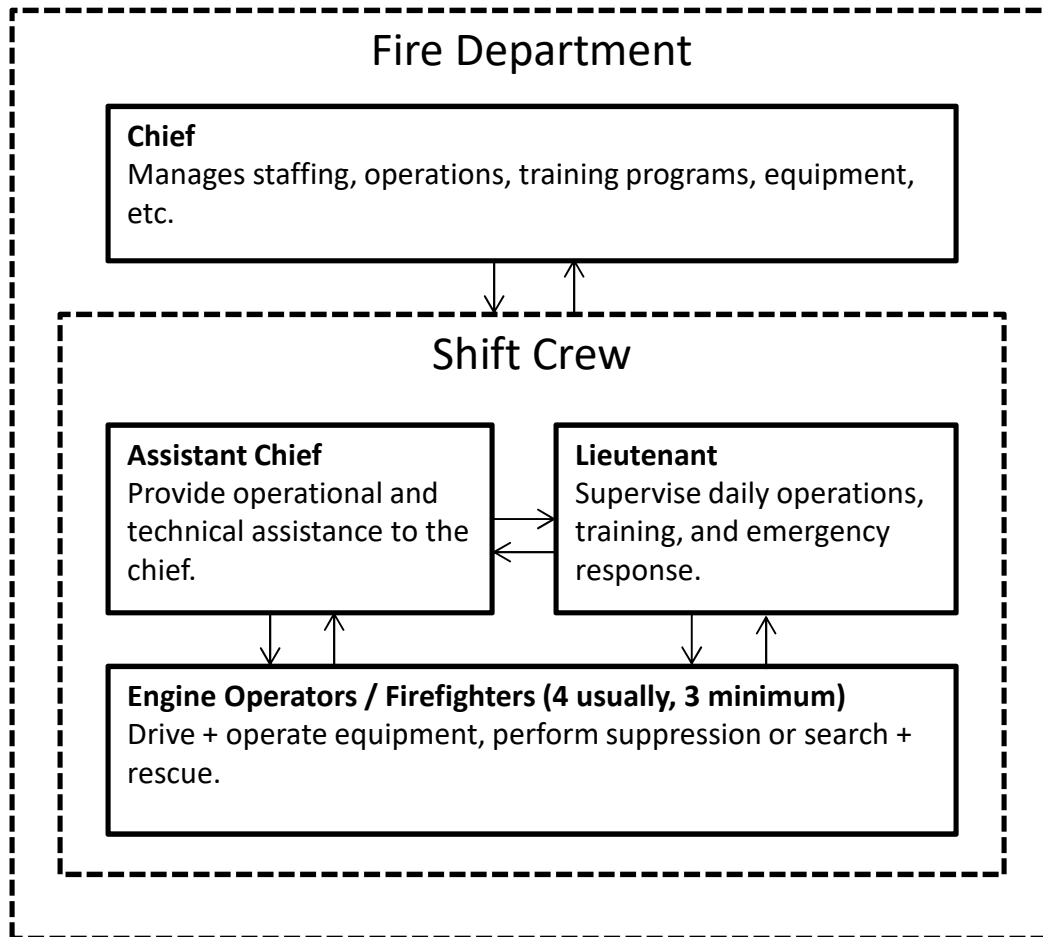 Fire Department
Chief
Manages staffing, operations, training programs, equipment,
etc.
Shift Crew
Assistant Chief
Provide operational and
technical assistance to the
chief.
Lieutenant
Supervise daily operations,
training, and emergency
response.
Engine Operators / Firefighters (4 usually, 3 minimum)
Drive + operate equipment, perform suppression or search +
rescue.